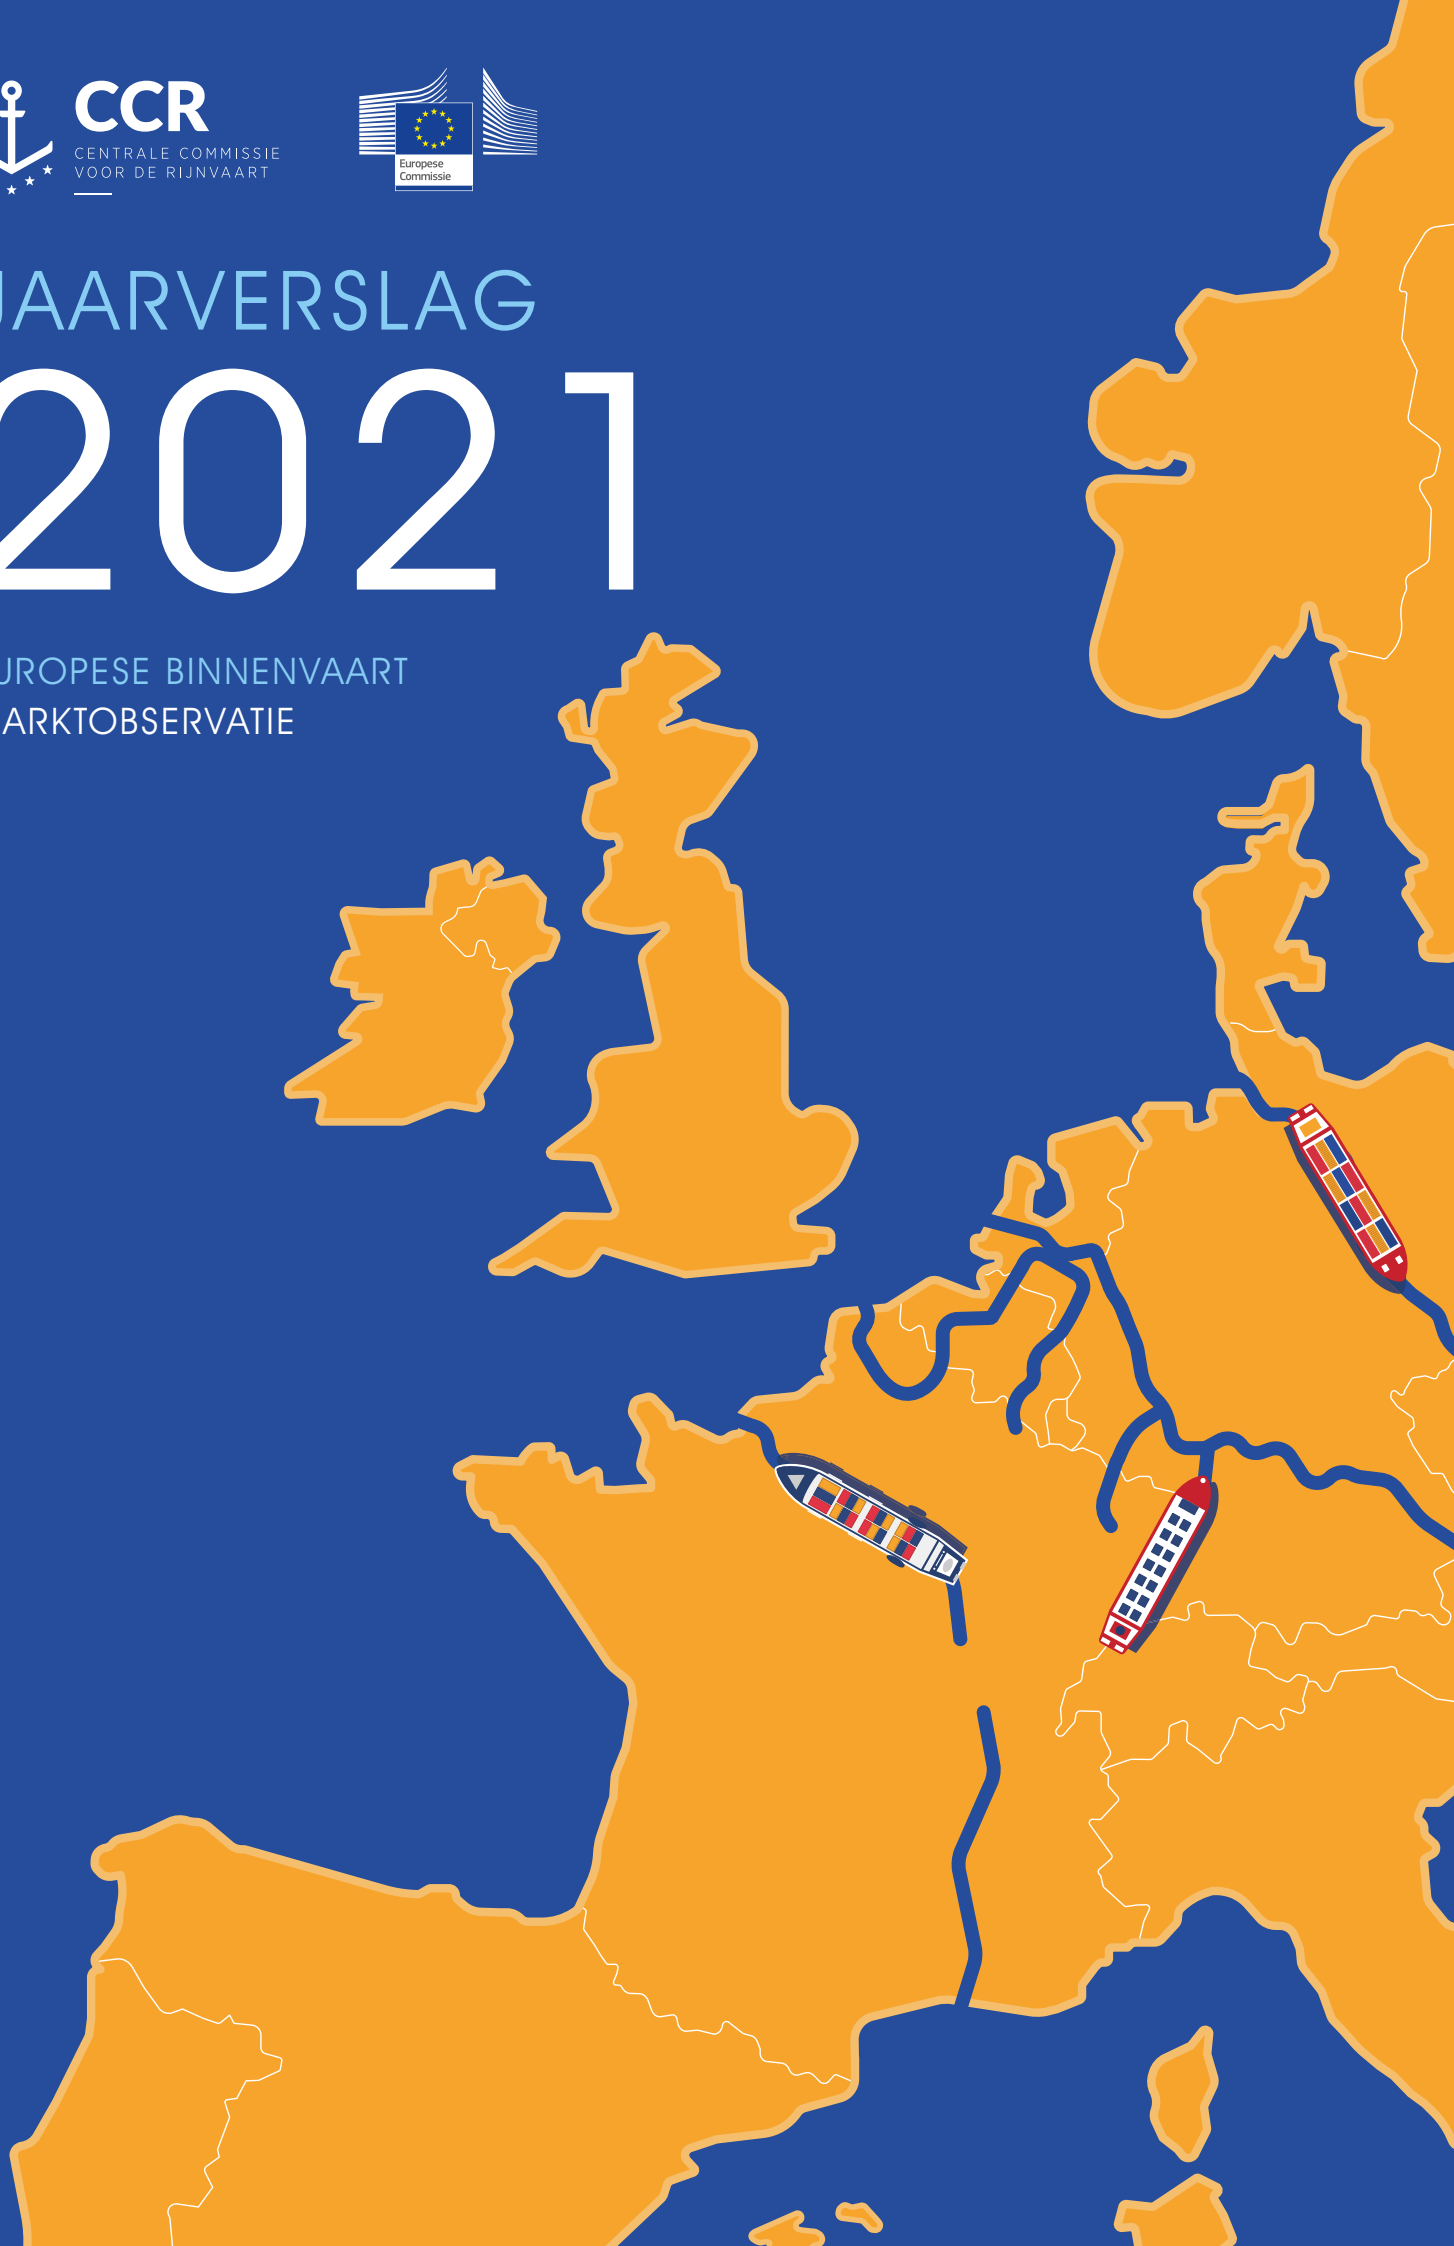 CCR
CENTRALE COMMISSIE
VOOR DE RIJNVAART
Europese
Commissie
JAARVERSLAG
2021
UROPESE BINNENVAART
ARKTOBSERVATIE